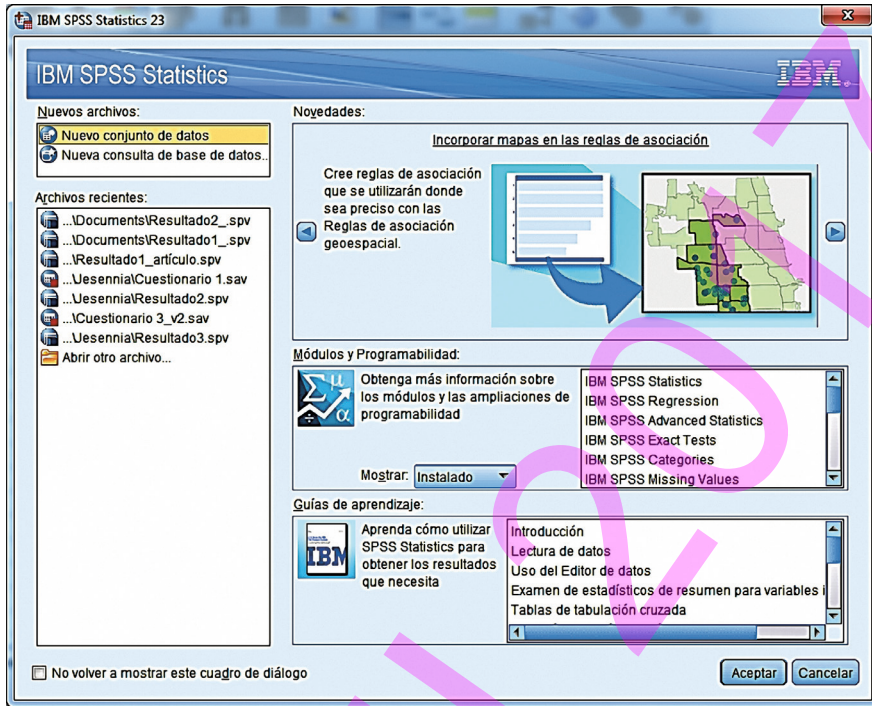 IBM SPSS Statistics 23
IBM SPSS Statistics
IBM
Nuevos archivos:
Nuevo conjunto de datos
Nueva consulta de base de datos..
Archivos recientes:
...\Documents\Resultado2_.spv
...\Documents\Resultado1_.spv
...\Resultado1_artículo.spv
...\Jesennia\Cuestionario 1.sav
...\Jesennia\Resultado2.spv
...\Cuestionario 3_v2.sav
...\Jesennia\Resultado3.spv
Abrir otro archivo...
Novedades:
Incorporar mapas en las reglas de asociación
Cree reglas de asociación
que se utilizarán donde
sea preciso con las
Reglas de asociación
geoespacial.
Módulos y Programabilidad:
Obtenga más información sobre
los módulos y las ampliaciones de
programabilidad
Mostrar: Instalado
IBM SPSS Statistics
IBM SPSS Regression
IBM SPSS Advanced Statistics
IBM SPSS Exact Tests
IBM SPSS Categories
IBM SPSS Missing Values
Guías de aprendizaje:
IBM
Aprenda cómo utilizar
SPSS Statistics para
obtener los resultados
que necesita
Introducción
Lectura de datos
Uso del Editor de datos
Examen de estadísticos de resumen para variables i
Tablas de tabulación cruzada
No volver a mostrar este cuadro de diálogo
Aceptar
Cancelar